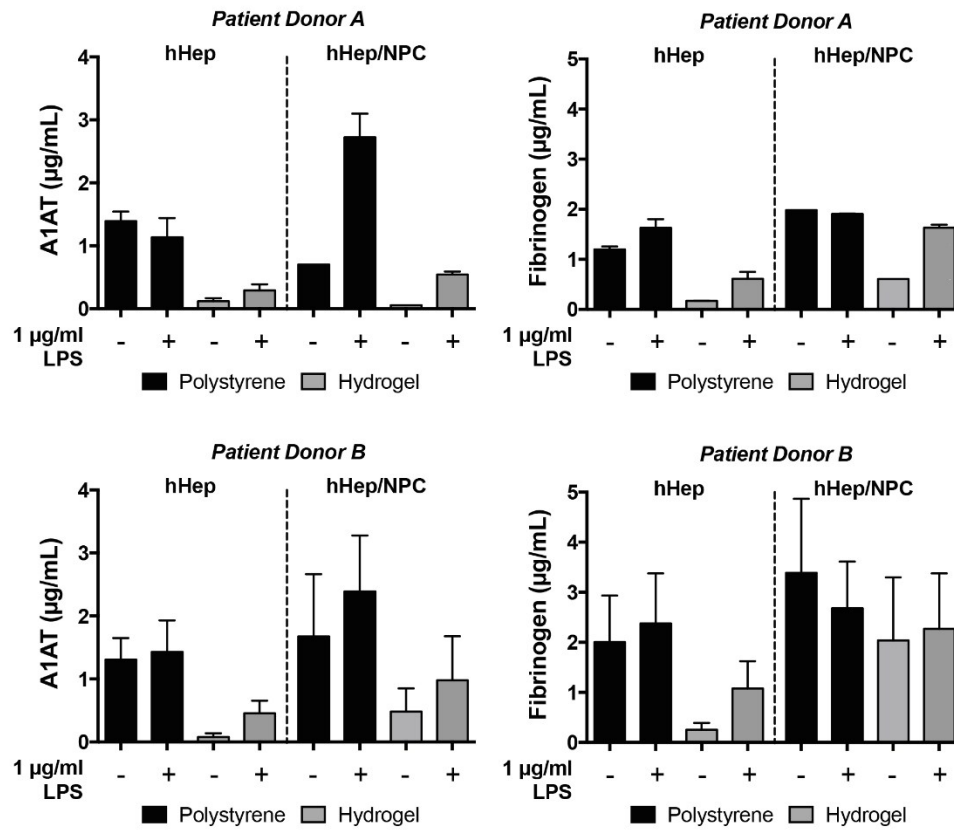 Patient Donor A
hHep hHep/NPC
A1AT (µg/mL)
4
3
2
1
0
1 µg/ml LPS - + - + - + - +
Polystyrene Hydrogel
Patient Donor A
hHep hHep/NPC
Fibrinogen (µg/mL)
5
4
3
2
1
0
1 µg/ml LPS - + - + - + - +
Polystyrene Hydrogel
Patient Donor B
hHep hHep/NPC
A1AT (µg/mL)
4
3
2
1
0
1 µg/ml LPS - + - + - + - +
Polystyrene Hydrogel
Patient Donor B
hHep hHep/NPC
Fibrinogen (µg/mL)
5
4
3
2
1
0
1 µg/ml LPS - + - + - + - +
Polystyrene Hydrogel